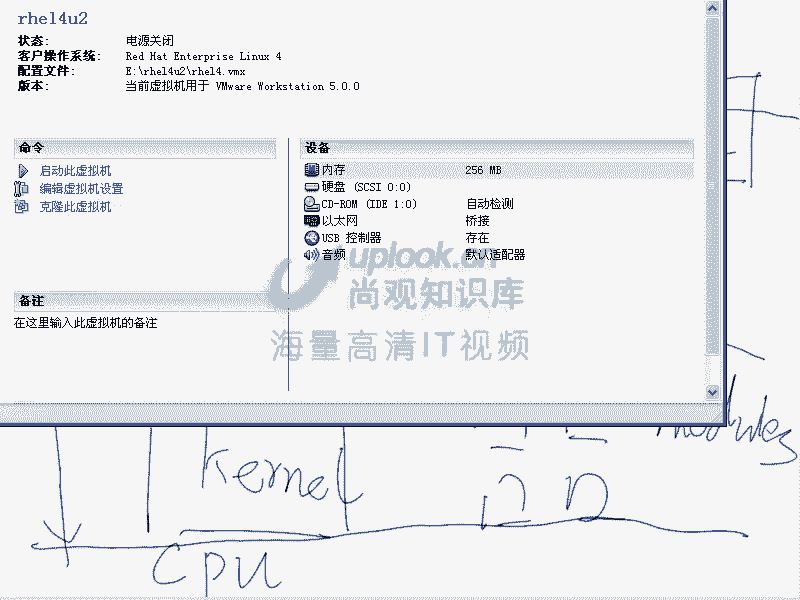 rhel4u2
状态: 电源关闭
客户操作系统: Red Hat Enterprise Linux 4
配置文件: E:\rhel4u2\rhel4.vmx
版本: 当前虚拟机用于 VMware Workstation 5.0.0
命令
启动此虚拟机
编辑虚拟机设置
克隆此虚拟机
备注
在这里输入此虚拟机的备注
设备
内存 256 MB
硬盘 (SCSI 0:0)
CD-ROM (IDE 1:0) 自动检测
以太网 桥接
USB 控制器 存在
音频 默认适配器
uplook.cn
尚观知识库
海量高清IT视频
modules
Kernel
CPU